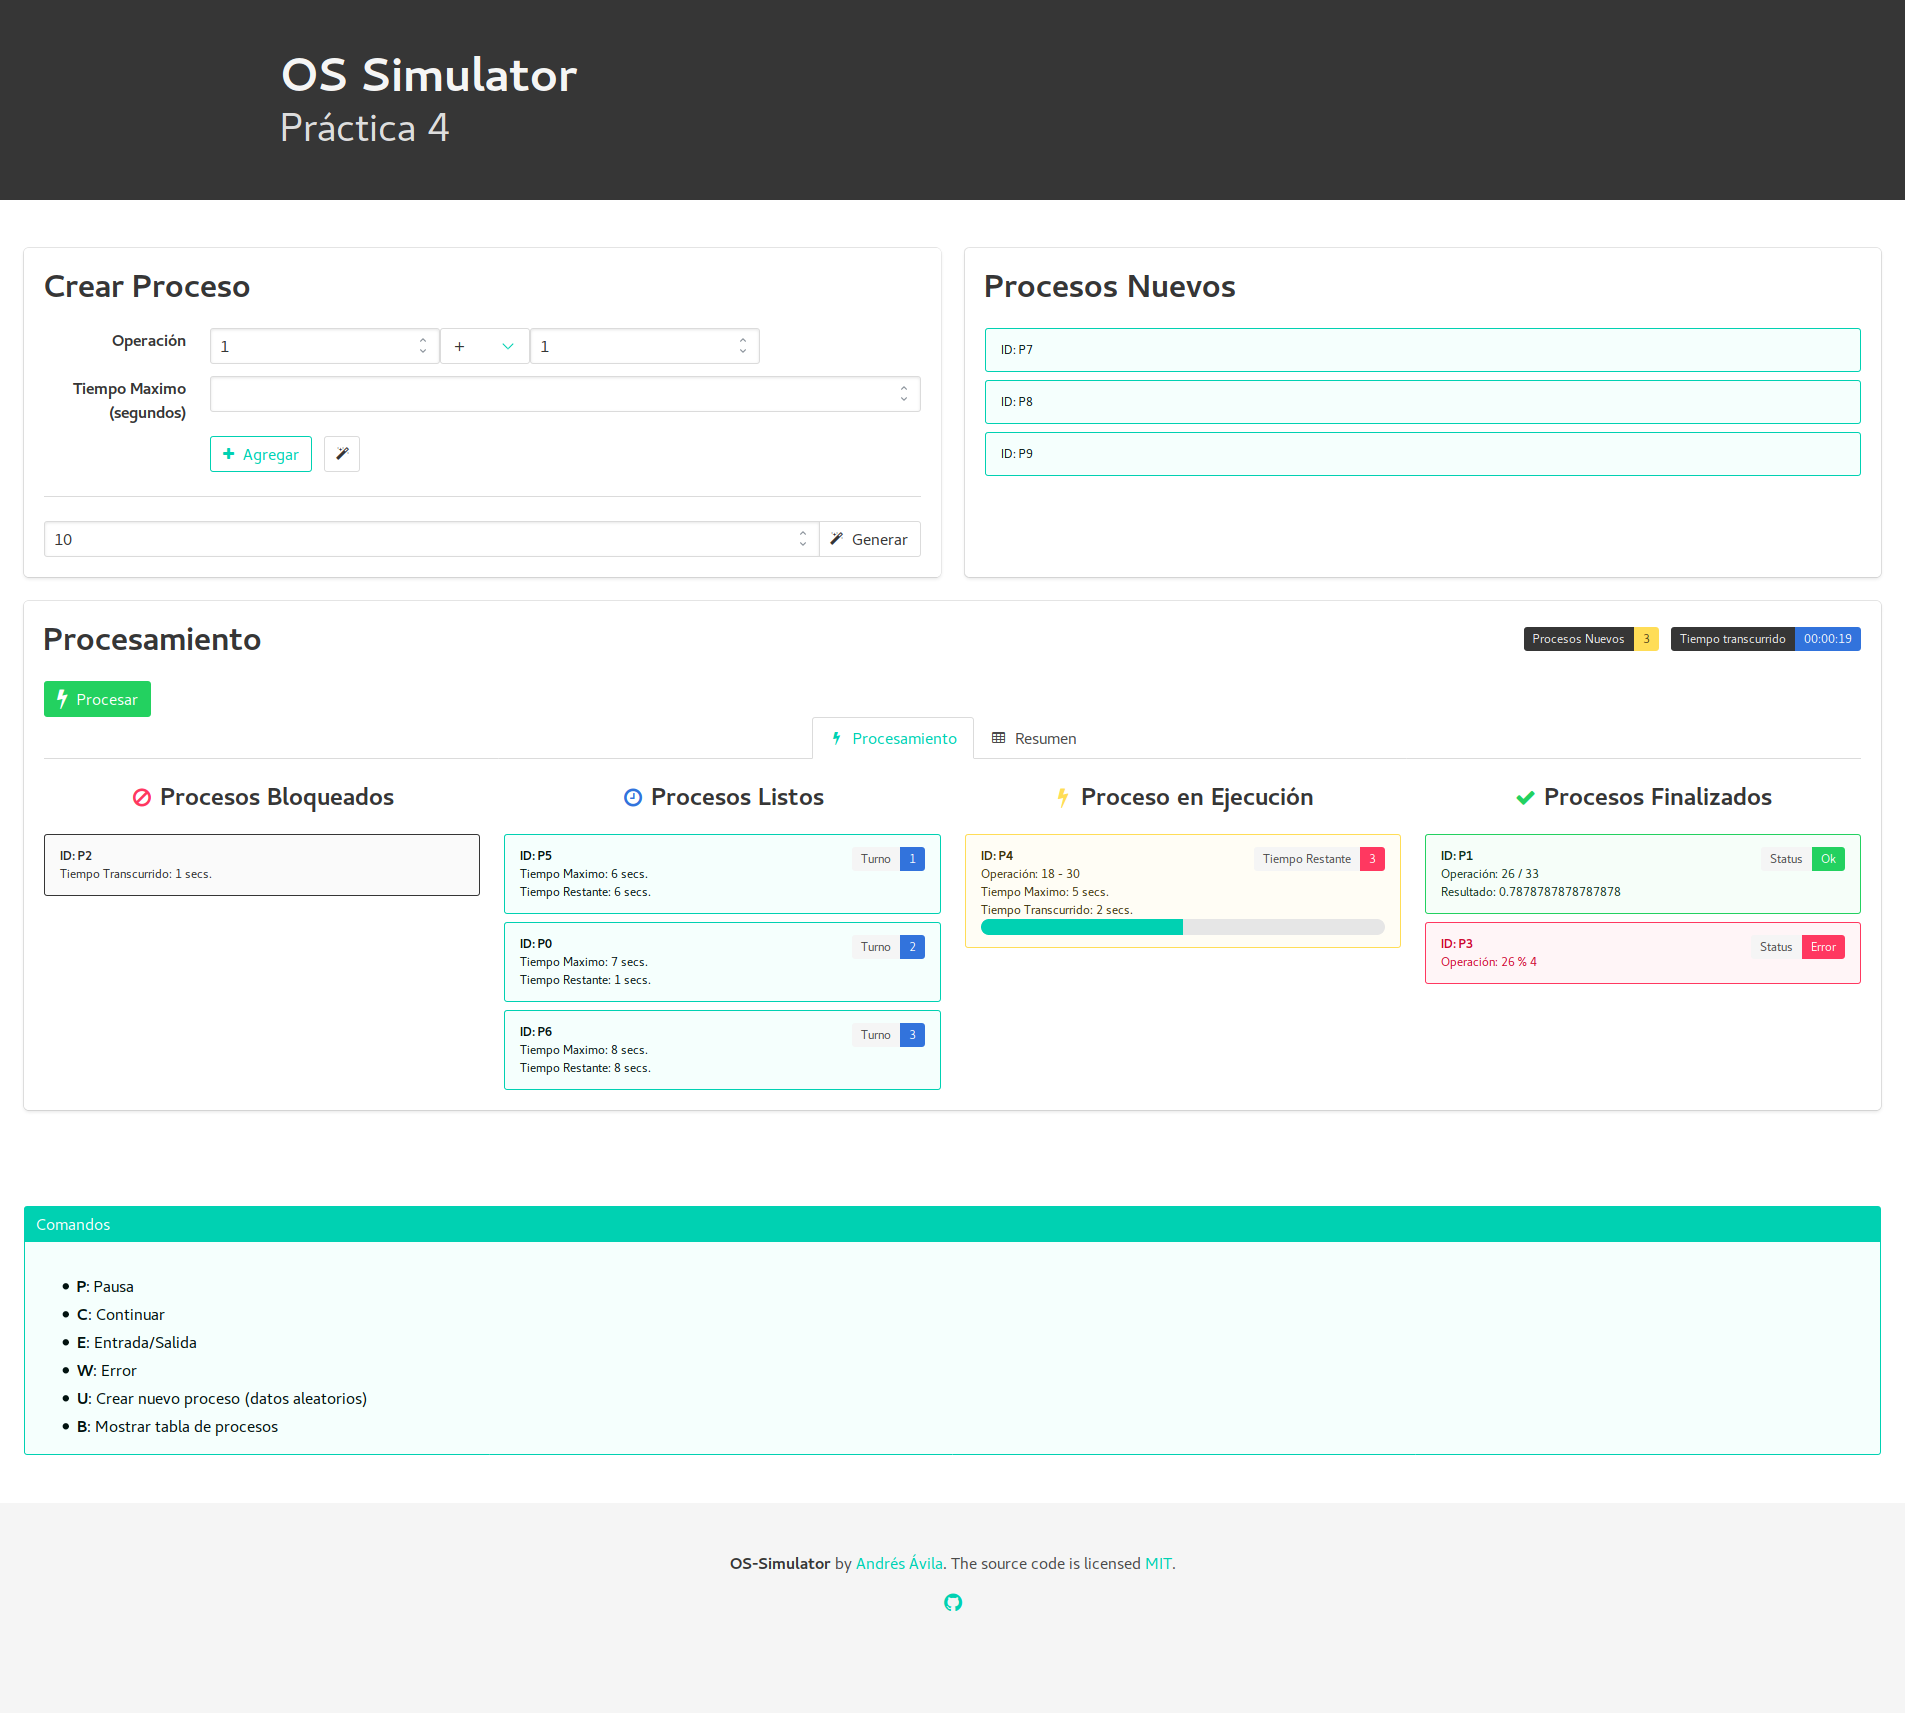 OS Simulator
Práctica 4
Crear Proceso
Operación
1
+
1
Tiempo Maximo
(segundos)
Agregar
10
Generar
Procesos Nuevos
ID: P7
ID: P8
ID: P9
Procesamiento
Procesos Nuevos 3
Tiempo transcurrido 00:00:19
Procesar
Procesamiento
Resumen
Procesos Bloqueados
ID: P2
Tiempo Transcurrido: 1 secs.
Procesos Listos
ID: P5
Turno 1
Tiempo Maximo: 6 secs.
Tiempo Restante: 6 secs.
ID: P0
Turno 2
Tiempo Maximo: 7 secs.
Tiempo Restante: 1 secs.
ID: P6
Turno 3
Tiempo Maximo: 8 secs.
Tiempo Restante: 8 secs.
Proceso en Ejecución
ID: P4
Tiempo Restante 3
Operación: 18 - 30
Tiempo Maximo: 5 secs.
Tiempo Transcurrido: 2 secs.
Procesos Finalizados
ID: P1
Status Ok
Operación: 26 / 33
Resultado: 0.7878787878787878
ID: P3
Status Error
Operación: 26 % 4
Comandos
P: Pausa
C: Continuar
E: Entrada/Salida
W: Error
U: Crear nuevo proceso (datos aleatorios)
B: Mostrar tabla de procesos
OS-Simulator by Andrés Ávila. The source code is licensed MIT.